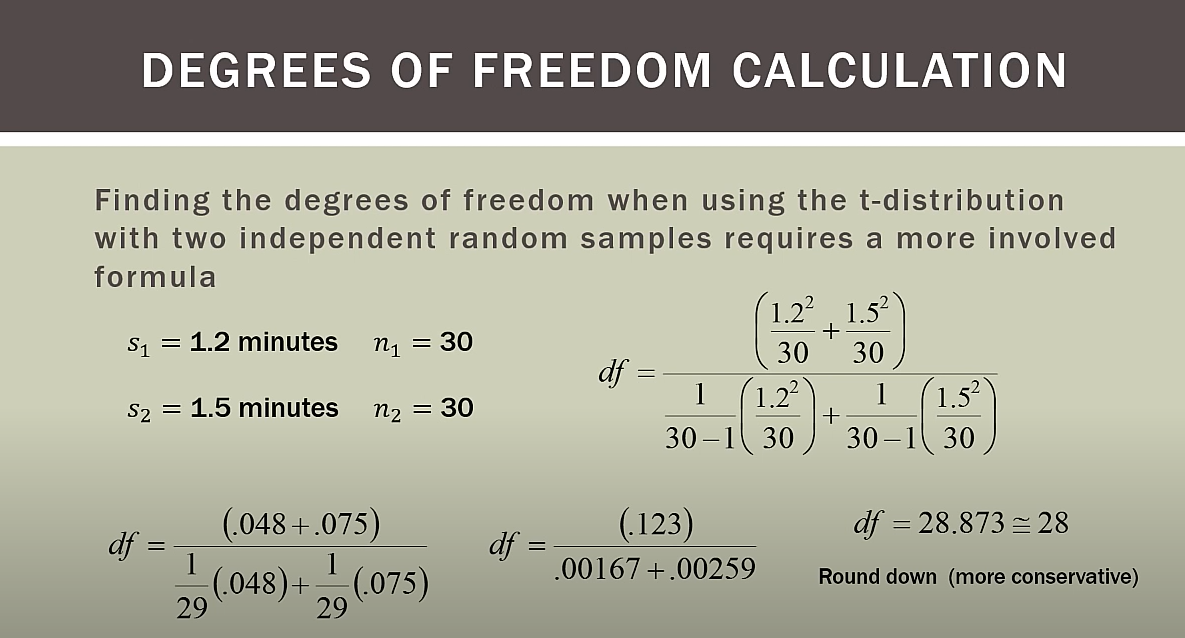 DEGREES OF FREEDOM CALCULATION
Finding the degrees of freedom when using the t-distribution
with two independent random samples requires a more involved
formula
s₁ = 1.2 minutes n₁ = 30
s₂ = 1.5 minutes n₂ = 30
df = (1.2²/30 + 1.5²/30) / (1/(30−1) (1.2²/30) + 1/(30−1) (1.5²/30))
df = (.048+.075) / (1/29 (.048) + 1/29 (.075))
df = (.123) / (.00167+.00259)
df = 28.873 ≅ 28
Round down (more conservative)